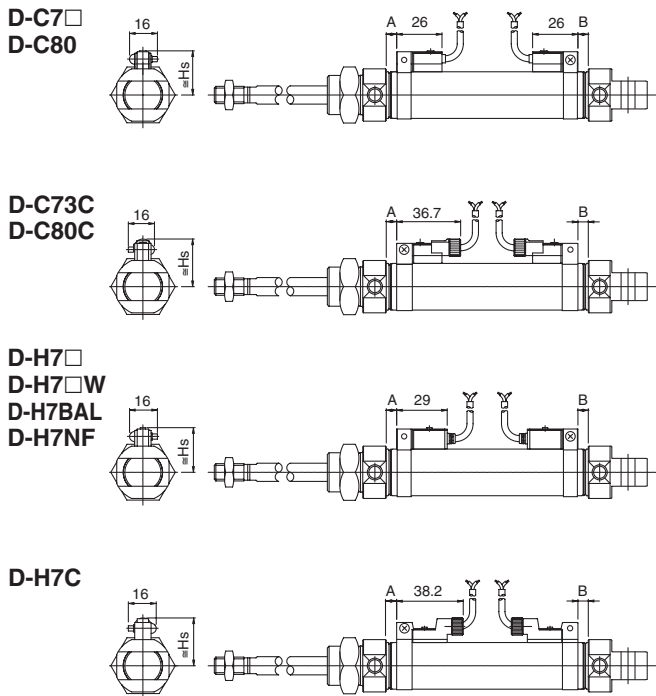 D-C7□
D-C80
16
≅Hs
A 26 26 B
D-C73C
D-C80C
16
≅Hs
A 36.7 B
D-H7□
D-H7□W
D-H7BAL
D-H7NF
16
≅Hs
A 29 B
D-H7C
16
≅Hs
A 38.2 B